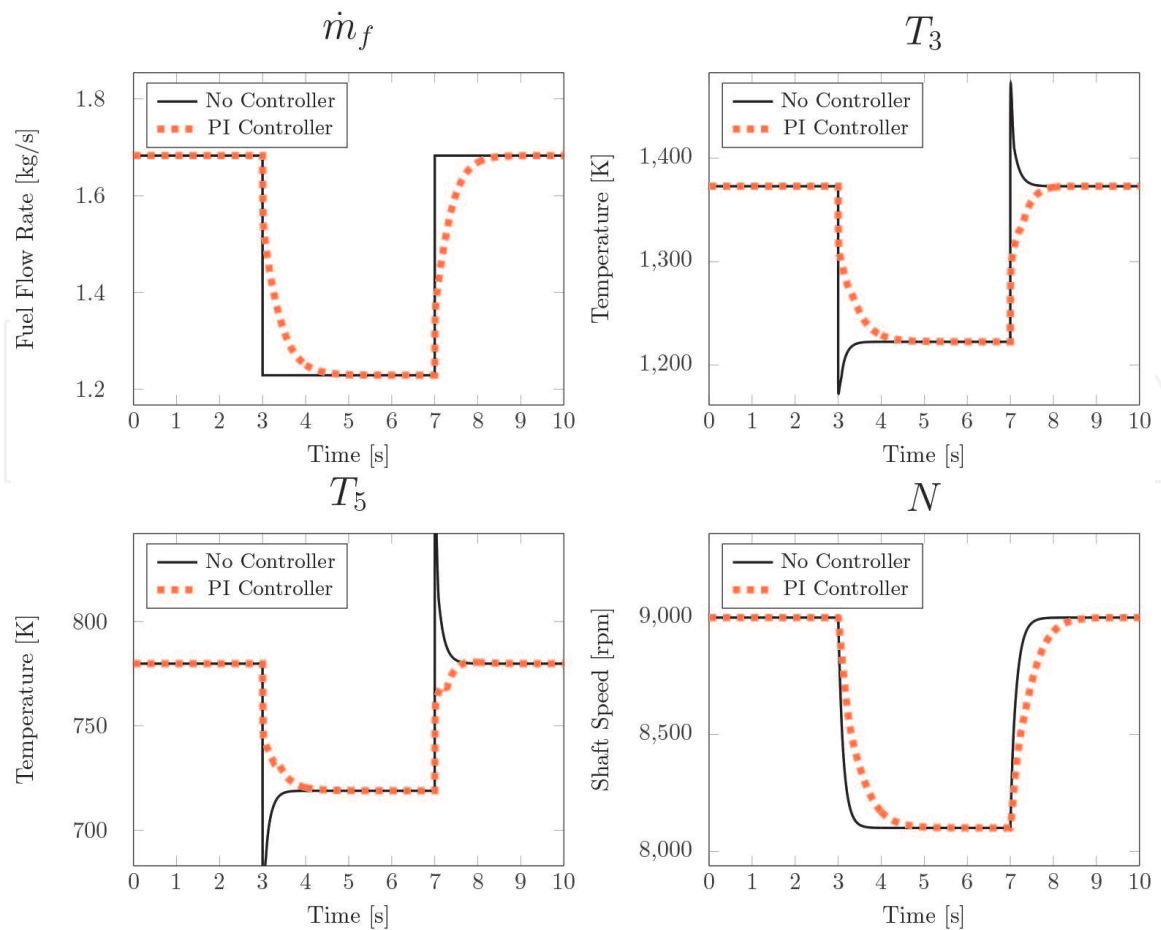 ṁ_f
No Controller
PI Controller
Fuel Flow Rate [kg/s]
1.8
1.6
1.4
1.2
0 1 2 3 4 5 6 7 8 9 10
Time [s]
T_3
No Controller
PI Controller
Temperature [K]
1,400
1,300
1,200
0 1 2 3 4 5 6 7 8 9 10
Time [s]
T_5
No Controller
PI Controller
Temperature [K]
800
750
700
0 1 2 3 4 5 6 7 8 9 10
Time [s]
N
No Controller
PI Controller
Shaft Speed [rpm]
9,000
8,500
8,000
0 1 2 3 4 5 6 7 8 9 10
Time [s]